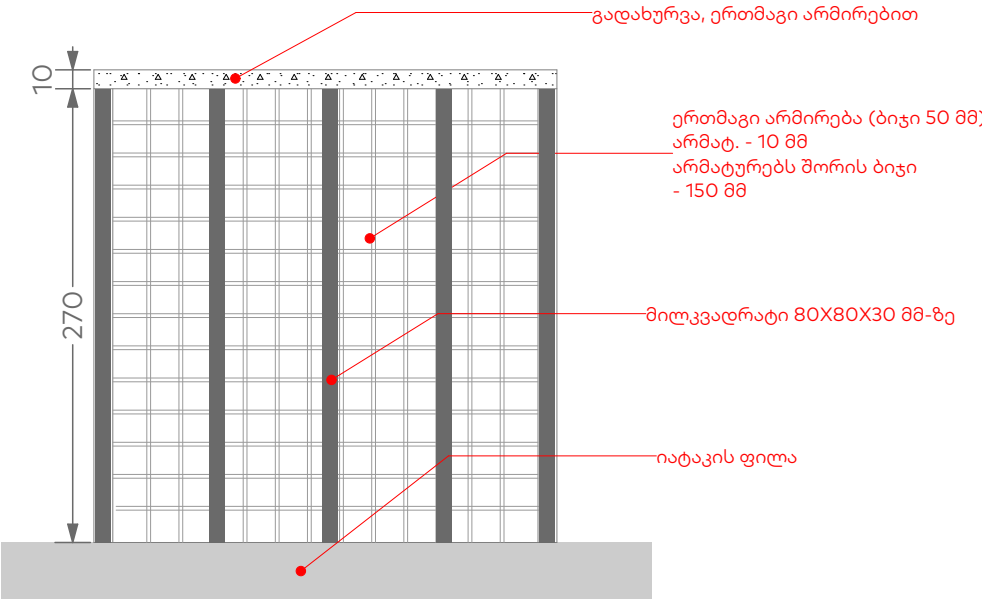 გადახურვა, ერთმაგი არმირებით
10
ერთმაგი არმირება (ბიჯი 50 მმ)
არმატ. - 10 მმ
არმატურებს შორის ბიჯი
- 150 მმ
270
მილკვადრატი 80X80X30 მმ-ზე
იატაკის ფილა